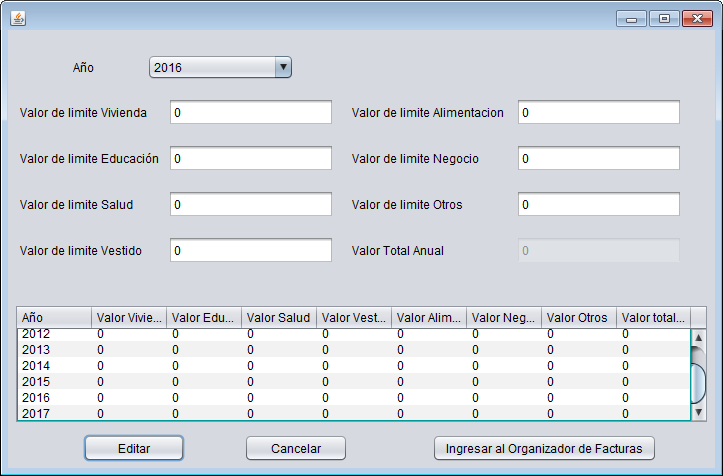 Año 2016
Valor de limite Vivienda 0 Valor de limite Alimentacion 0
Valor de limite Educación 0 Valor de limite Negocio 0
Valor de limite Salud 0 Valor de limite Otros 0
Valor de limite Vestido 0 Valor Total Anual 0
Año Valor Vivie... Valor Edu... Valor Salud Valor Vest... Valor Alim... Valor Neg... Valor Otros Valor total...
2012 0 0 0 0 0 0 0 0
2013 0 0 0 0 0 0 0 0
2014 0 0 0 0 0 0 0 0
2015 0 0 0 0 0 0 0 0
2016 0 0 0 0 0 0 0 0
2017 0 0 0 0 0 0 0 0
Editar Cancelar Ingresar al Organizador de Facturas